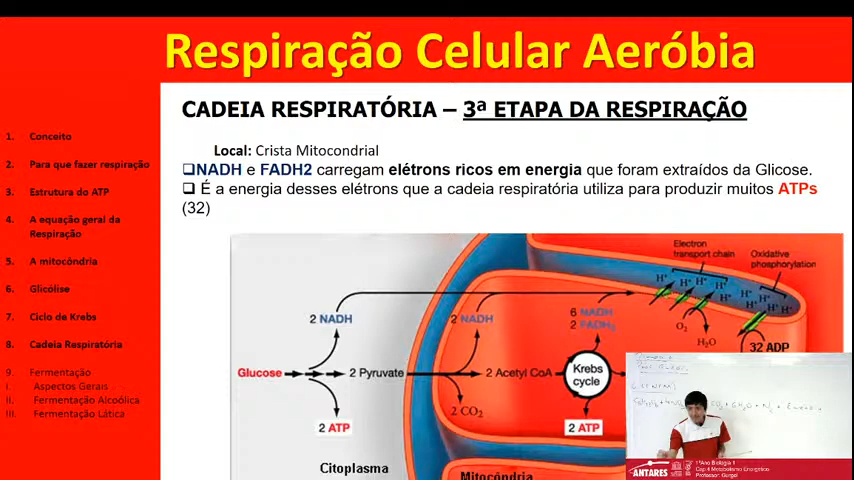 Respiração Celular Aeróbia
CADEIA RESPIRATÓRIA – 3ª ETAPA DA RESPIRAÇÃO
Local: Crista Mitocondrial
❑NADH e FADH2 carregam elétrons ricos em energia que foram extraídos da Glicose.
❑ É a energia desses elétrons que a cadeia respiratória utiliza para produzir muitos ATPs
(32)
1. Conceito
2. Para que fazer respiração
3. Estrutura do ATP
4. A equação geral da
Respiração
5. A mitocôndria
6. Glicólise
7. Ciclo de Krebs
8. Cadeia Respiratória
9. Fermentação
I. Aspectos Gerais
II. Fermentação Alcoólica
III. Fermentação Lática
Electron
transport chain
Oxidative
phosphorylation
H⁺ H⁺ H⁺ H⁺ H⁺
H⁺ H⁺ H⁺ H⁺ H⁺
2 NADH
2 NADH
6 NADH
2 FADH₂
O₂
H₂O
32 ADP
Glucose
2 Pyruvate
2 Acetyl CoA
Krebs
cycle
2 CO₂
2 ATP
2 ATP
Citoplasma
Mitocôndria
ANTARES
1ªAno Biologia 1
Cap 4 Metabolismo Energético
Professor: Gurgel